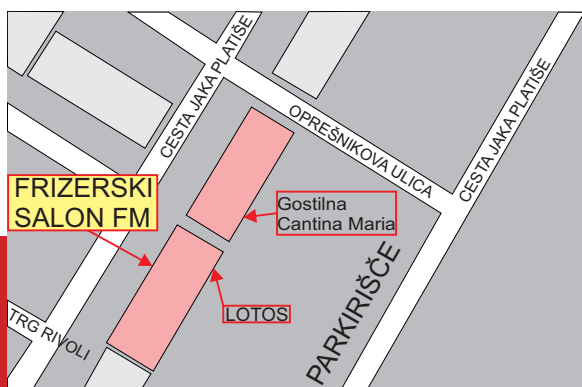 CESTA JAKA PLATIŠE
OPREŠNIKOVA ULICA
CESTA JAKA PLATIŠE
FRIZERSKI
SALON FM
Gostilna
Cantina Maria
PARKIRIŠČE
LOTOS
TRG RIVOLI